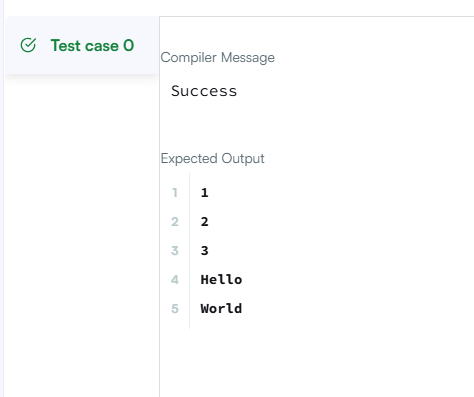 Test case 0
Compiler Message
Success
Expected Output
1 1
2 2
3 3
4 Hello
5 World